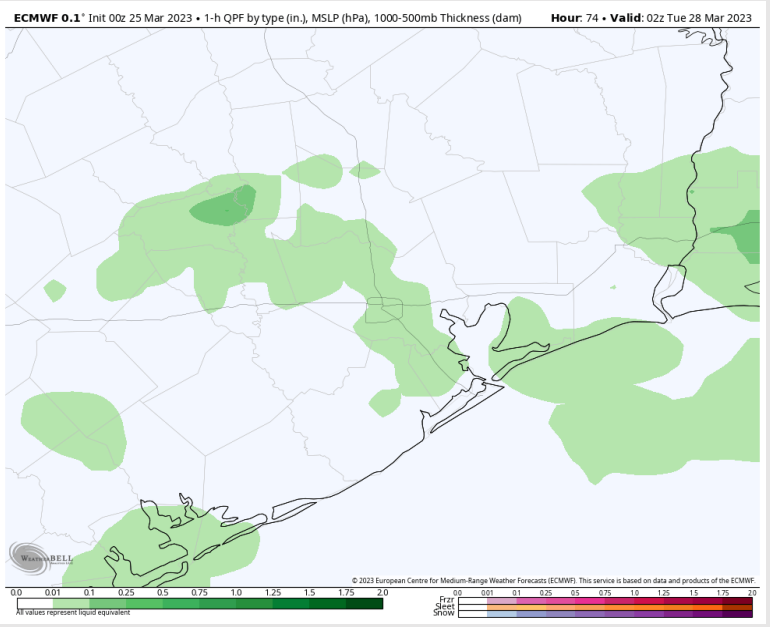 ECMWF 0.1° Init 00z 25 Mar 2023 • 1-h QPF by type (in.), MSLP (hPa), 1000-500mb Thickness (dam) Hour: 74 • Valid: 02z Tue 28 Mar 2023
WEATHERBELL
© 2023 European Centre for Medium-Range Weather Forecasts (ECMWF). This service is based on data and products of the ECMWF.
0.0 0.01 0.1 0.25 0.5 0.75 1.0 1.25 1.5 1.75 2.0
All values represent liquid equivalent
0.0 0.01 0.1 0.25 0.5 0.75 1.0 1.25 1.5 1.75 2.0
Frzr
Sleet
Snow